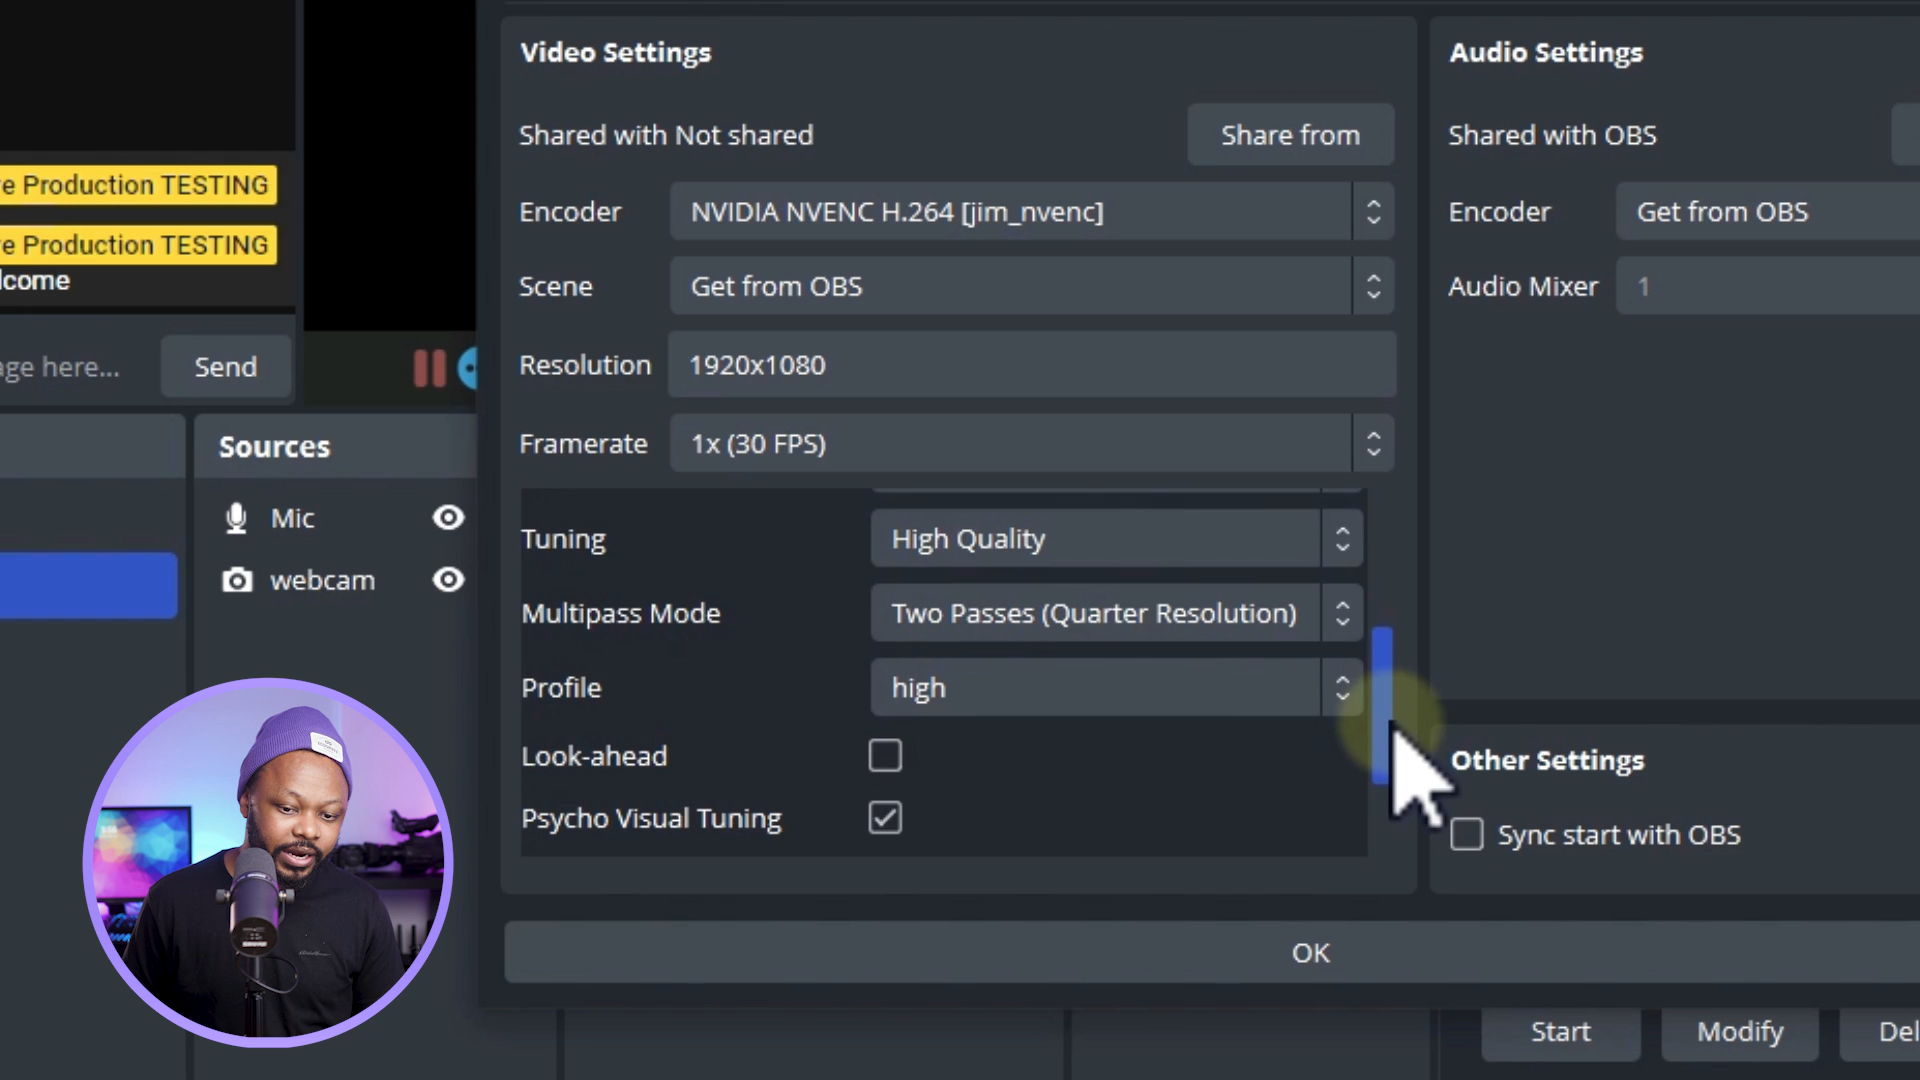 e Production TESTING
e Production TESTING
lcome
ge here...
Send
Sources
Mic
webcam
Video Settings
Shared with Not shared
Share from
Encoder
NVIDIA NVENC H.264 [jim_nvenc]
Scene
Get from OBS
Resolution
1920x1080
Framerate
1x (30 FPS)
Tuning
High Quality
Multipass Mode
Two Passes (Quarter Resolution)
Profile
high
Look-ahead
Psycho Visual Tuning
Audio Settings
Shared with OBS
Encoder
Get from OBS
Audio Mixer
1
Other Settings
Sync start with OBS
OK
Start
Modify
Del